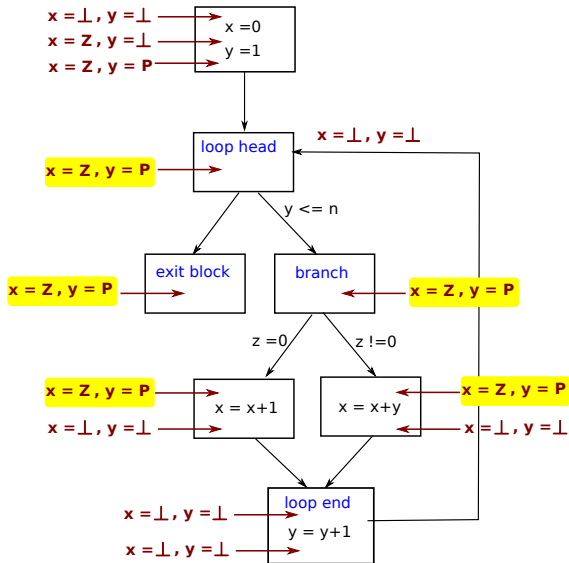 x = ⊥ , y = ⊥
x = 0
x = Z , y = ⊥
y = 1
x = Z , y = P
x = ⊥ , y = ⊥
loop head
x = Z , y = P
y <= n
exit block
branch
x = Z , y = P
x = Z , y = P
z =0
z !=0
x = Z , y = P
x = Z , y = P
x = x+1
x = x+y
x = ⊥ , y = ⊥
x = ⊥ , y = ⊥
loop end
x = ⊥ , y = ⊥
y = y+1
x = ⊥ , y = ⊥